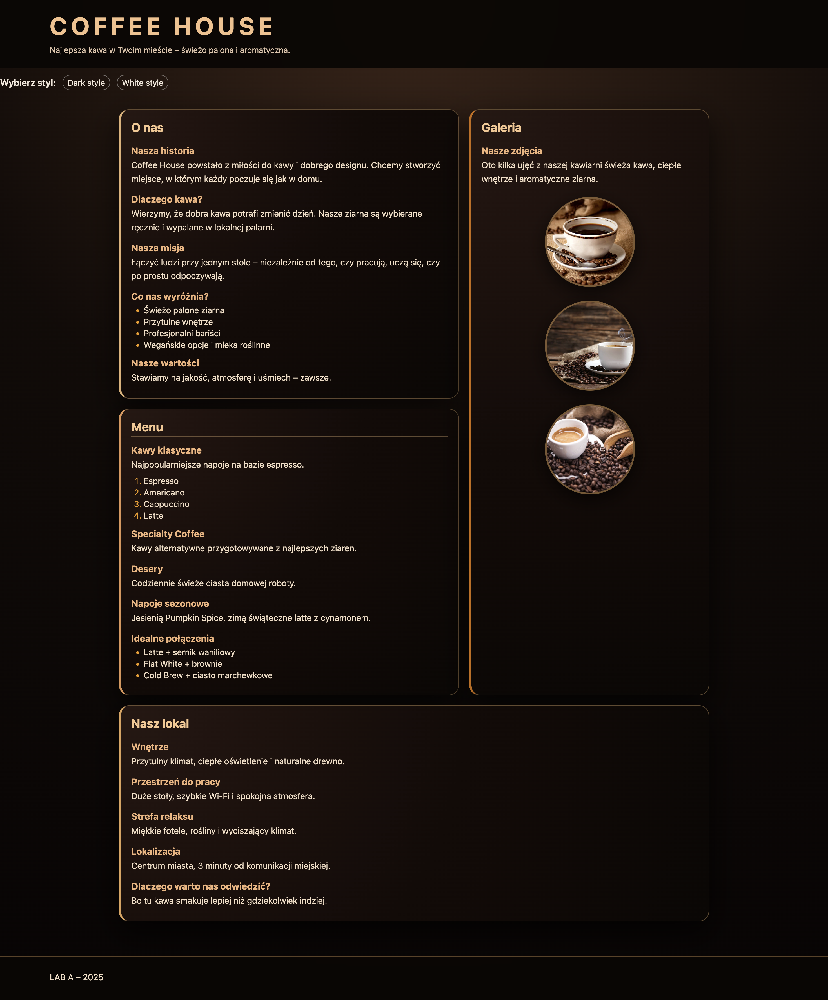 COFFEE HOUSE
Najlepsza kawa w Twoim mieście – świeżo palona i aromatyczna.
Wybierz styl: Dark style White style
O nas
Nasza historia
Coffee House powstało z miłości do kawy i dobrego designu. Chcemy stworzyć
miejsce, w którym każdy poczuje się jak w domu.
Dlaczego kawa?
Wierzymy, że dobra kawa potrafi zmienić dzień. Nasze ziarna są wybierane
ręcznie i wypalane w lokalnej palarni.
Nasza misja
Łączyć ludzi przy jednym stole – niezależnie od tego, czy pracują, uczą się, czy
po prostu odpoczywają.
Co nas wyróżnia?
• Świeżo palone ziarna
• Przytulne wnętrze
• Profesjonalni bariści
• Wegańskie opcje i mleka roślinne
Nasze wartości
Stawiamy na jakość, atmosferę i uśmiech – zawsze.
Galeria
Nasze zdjęcia
Oto kilka ujęć z naszej kawiarni świeża kawa, ciepłe
wnętrze i aromatyczne ziarna.
Menu
Kawy klasyczne
Najpopularniejsze napoje na bazie espresso.
1. Espresso
2. Americano
3. Cappuccino
4. Latte
Specialty Coffee
Kawy alternatywne przygotowywane z najlepszych ziaren.
Desery
Codziennie świeże ciasta domowej roboty.
Napoje sezonowe
Jesienią Pumpkin Spice, zimą świąteczne latte z cynamonem.
Idealne połączenia
• Latte + sernik waniliowy
• Flat White + brownie
• Cold Brew + ciasto marchewkowe
Nasz lokal
Wnętrze
Przytulny klimat, ciepłe oświetlenie i naturalne drewno.
Przestrzeń do pracy
Duże stoły, szybkie Wi-Fi i spokojna atmosfera.
Strefa relaksu
Miękkie fotele, rośliny i wyciszający klimat.
Lokalizacja
Centrum miasta, 3 minuty od komunikacji miejskiej.
Dlaczego warto nas odwiedzić?
Bo tu kawa smakuje lepiej niż gdziekolwiek indziej.
LAB A – 2025